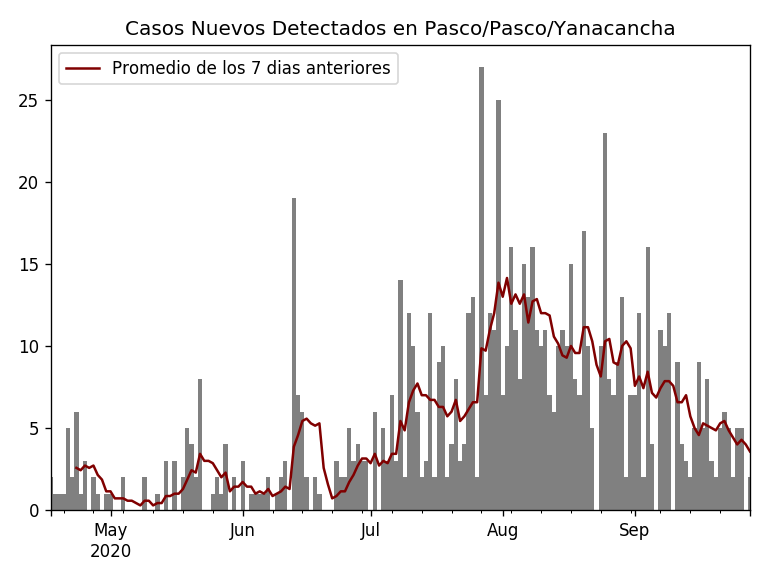 Casos Nuevos Detectados en Pasco/Pasco/Yanacancha
Promedio de los 7 dias anteriores
25
20
15
10
5
0
May Jun Jul Aug Sep
2020